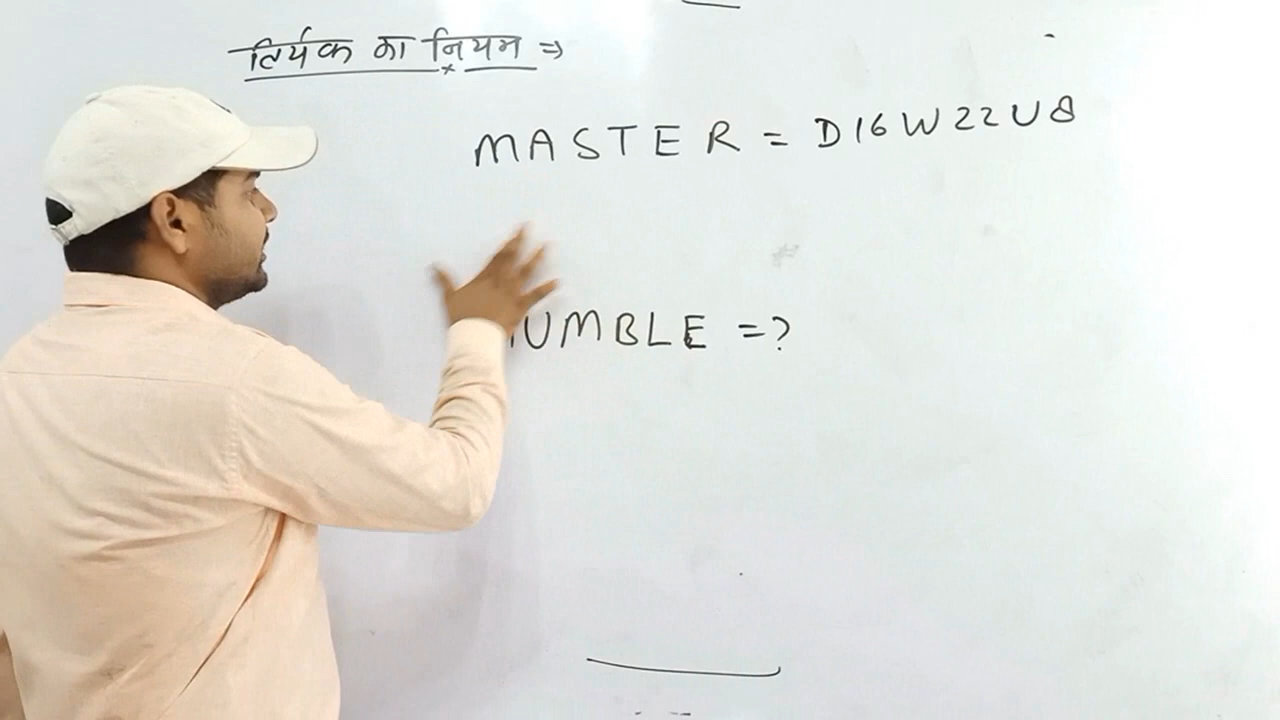 तिर्यक का नियम ⇒
MASTER = D16W22U8
UMBLE = ?